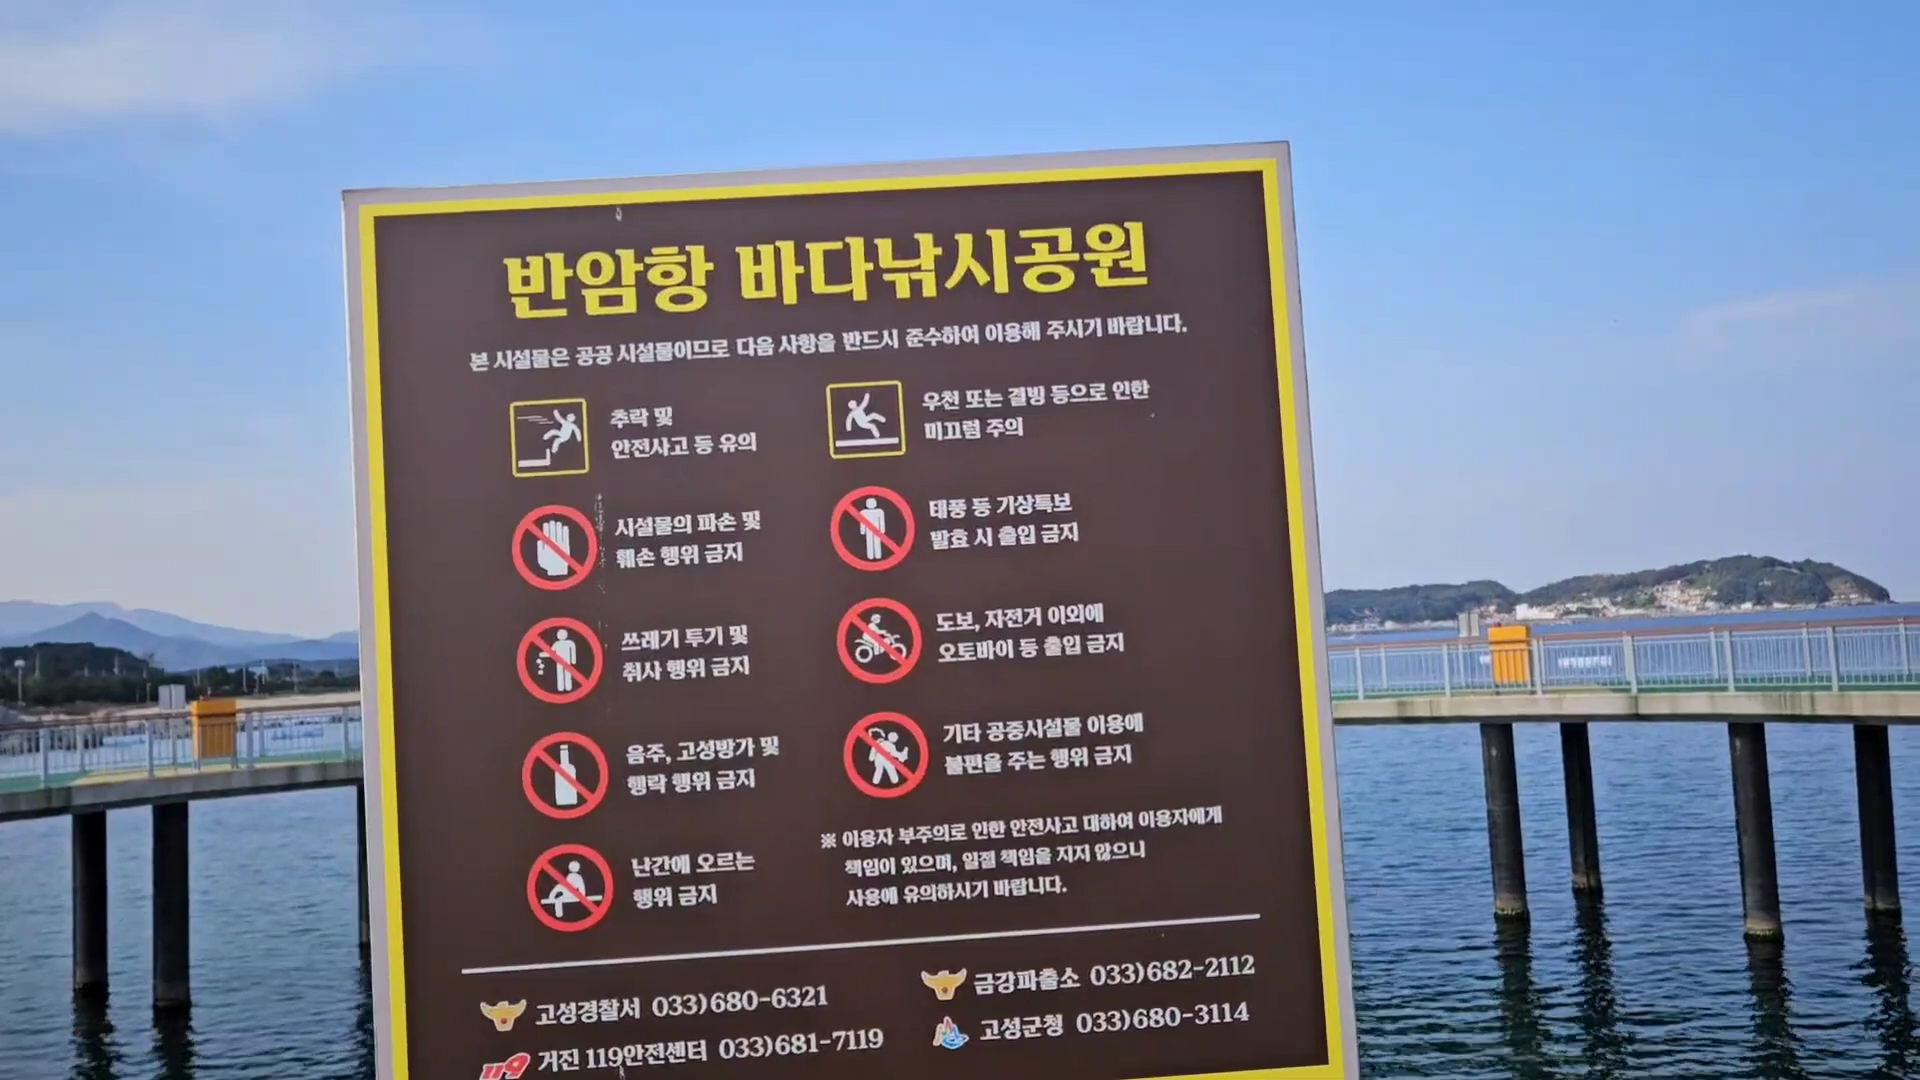 반암항 바다낚시공원
본 시설물은 공공 시설물이므로 다음 사항을 반드시 준수하여 이용해 주시기 바랍니다.
추락 및
안전사고 등 유의
우천 또는 결빙 등으로 인한
미끄럼 주의
시설물의 파손 및
훼손 행위 금지
태풍 등 기상특보
발효 시 출입 금지
쓰레기 투기 및
취사 행위 금지
도보, 자전거 이외에
오토바이 등 출입 금지
음주, 고성방가 및
행락 행위 금지
기타 공중시설물 이용에
불편을 주는 행위 금지
난간에 오르는
행위 금지
※ 이용자 부주의로 인한 안전사고 대하여 이용자에게
책임이 있으며, 일절 책임을 지지 않으니
사용에 유의하시기 바랍니다.
고성경찰서 033)680-6321
금강파출소 033)682-2112
119 거진 119안전센터 033)681-7119
고성군청 033)680-3114